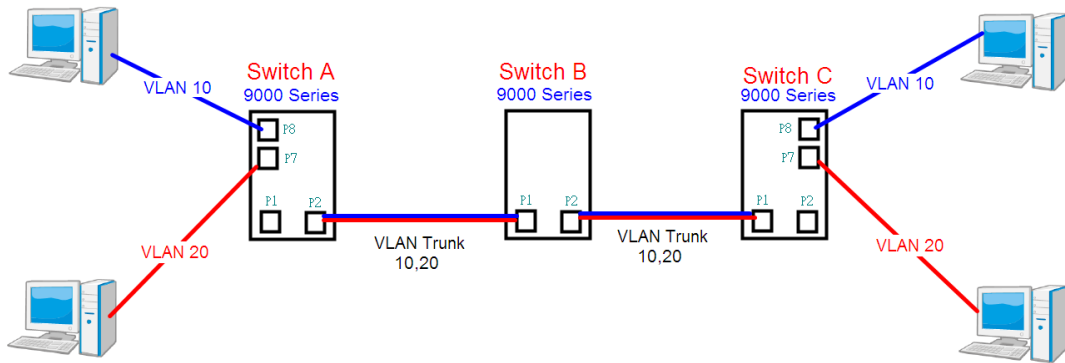 Switch A
9000 Series
Switch B
9000 Series
Switch C
9000 Series
VLAN 10
VLAN 10
P8
P7
P1
P2
P1
P2
P8
P7
P1
P2
VLAN Trunk
10,20
VLAN Trunk
10,20
VLAN 20
VLAN 20